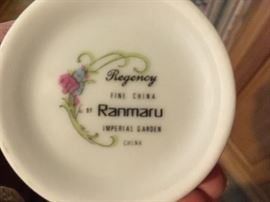 Regency
FINE CHINA
BY Ranmaru
IMPERIAL GARDEN
CHINA